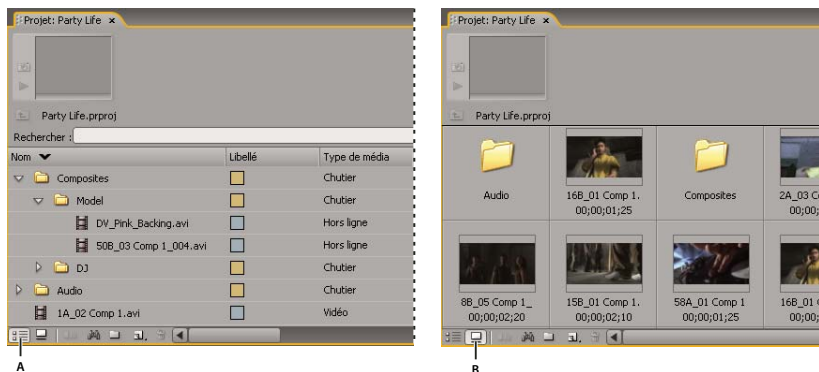 Projet: Party Life ×
Party Life.prproj
Rechercher :
Nom Libellé Type de média
Composites Chutier
Model Chutier
DV_Pink_Backing.avi Hors ligne
50B_03 Comp 1_004.avi Hors ligne
DJ Chutier
Audio Chutier
1A_02 Comp 1.avi Vidéo
A
Projet: Party Life ×
Party Life.prproj
Audio 16B_01 Comp 1. Composites 2A_03 C
00;00;01;25 00;00;
8B_05 Comp 1_ 15B_01 Comp 1. 58A_01 Comp 1 16B_01
00;00;02;20 00;00;02;10 00;00;01;25 00;00;
B